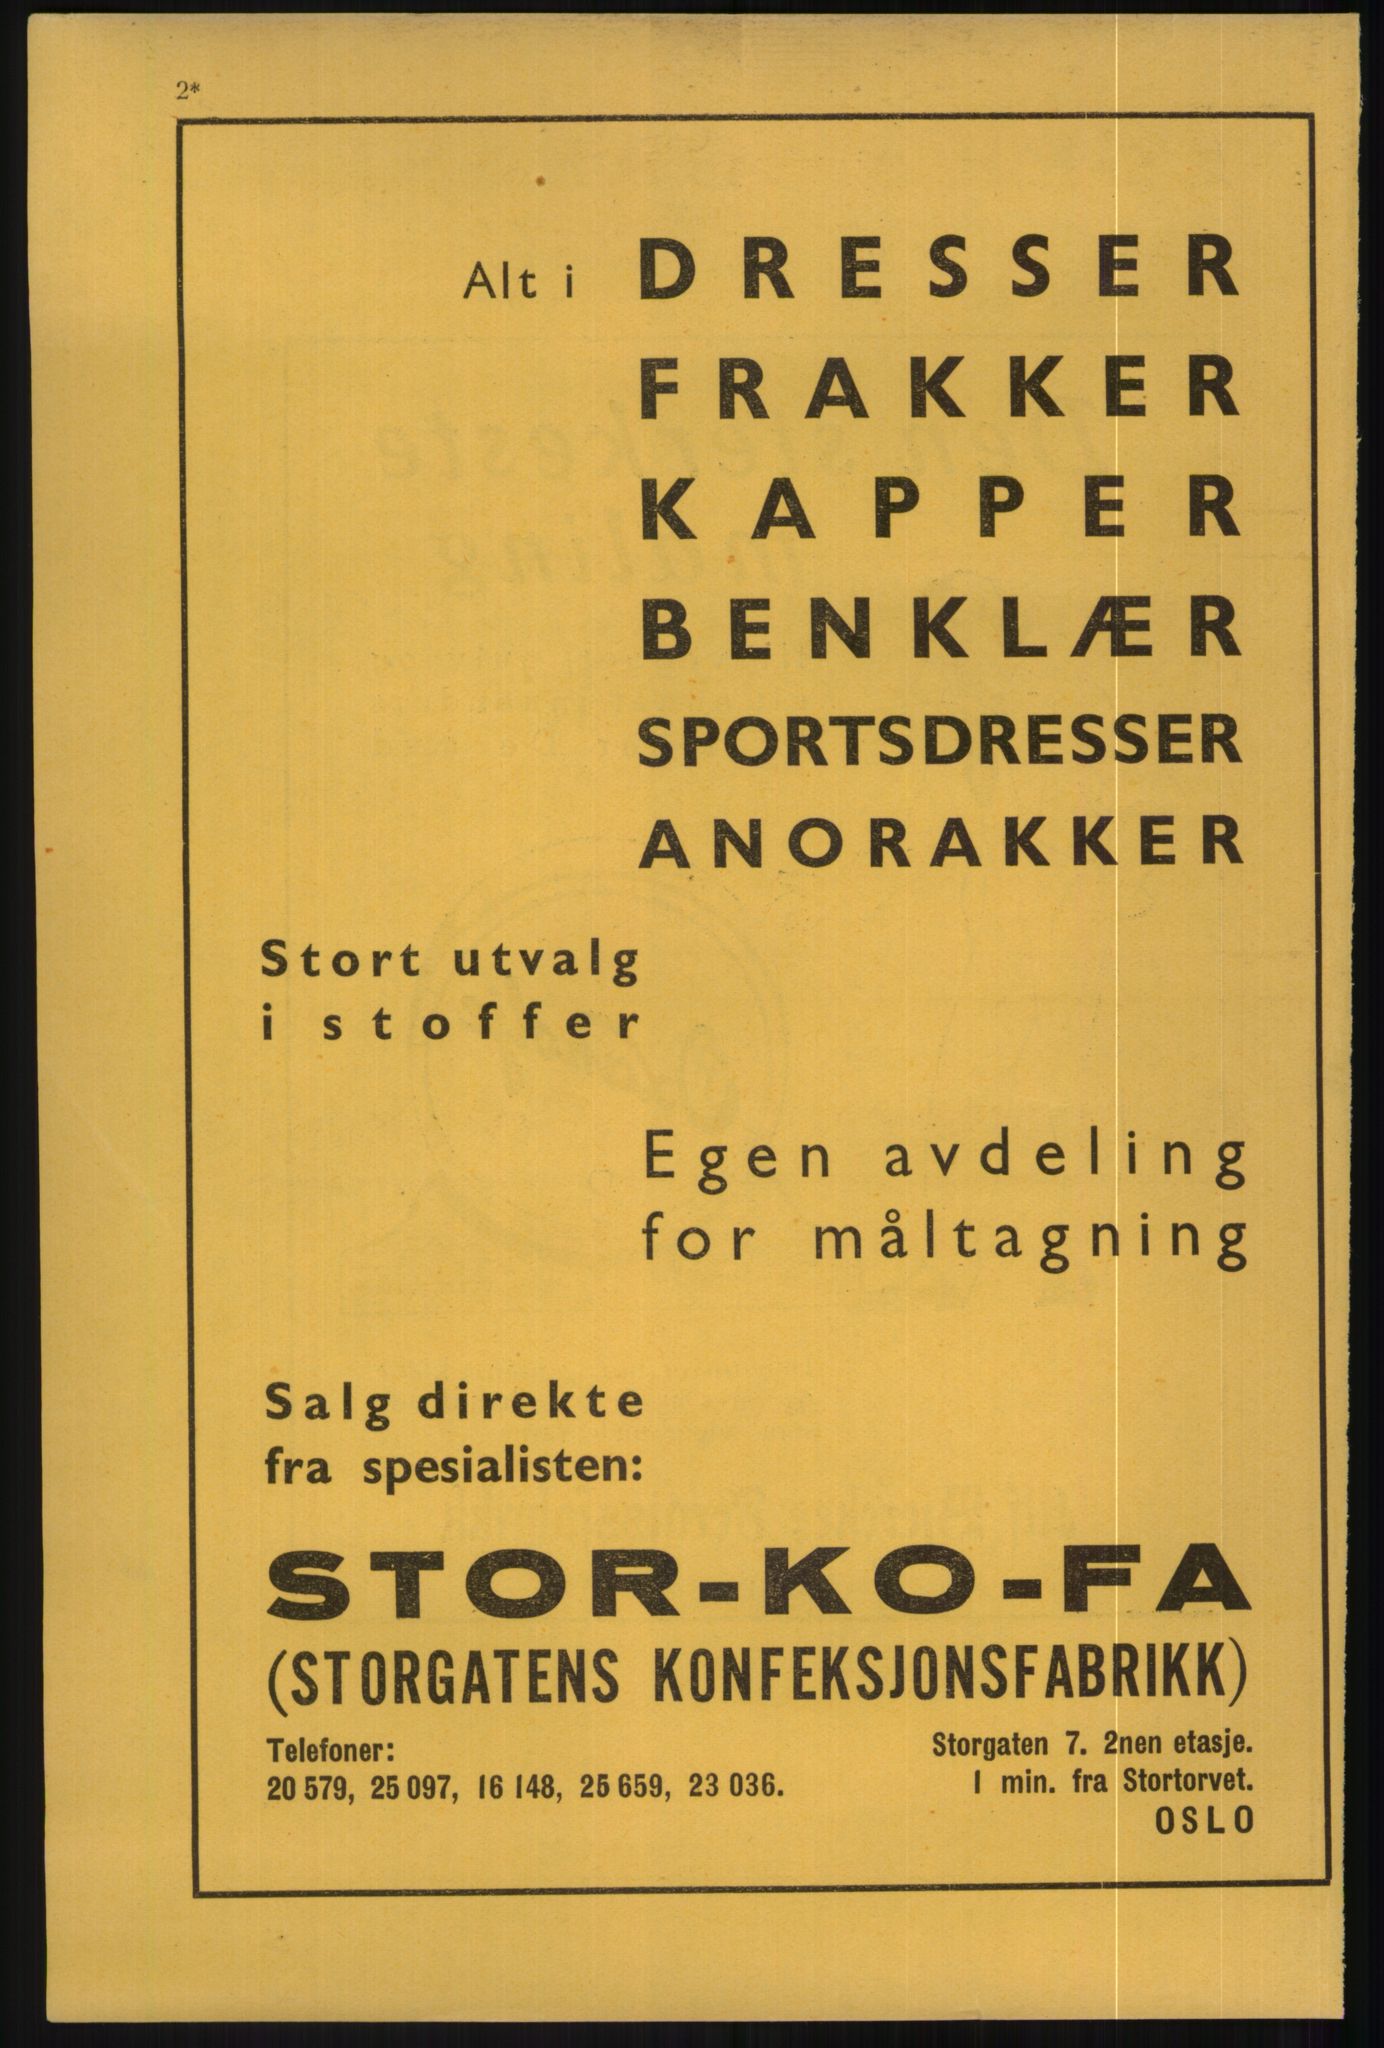 2*
Alt i DRESSER
FRAKKER
KAPPER
BENKLÆR
SPORTSDRESSER
ANORAKKER
Stort utvalg
i stoffer
Egen avdeling
for måltagning
Salg direkte
fra spesialisten:
STOR-KO-FA
(STORGATENS KONFEKSJONSFABRIKK)
Telefoner:
20 579, 25 097, 16 148, 25 659, 23 036.
Storgaten 7. 2nen etasje.
1 min. fra Stortorvet.
OSLO